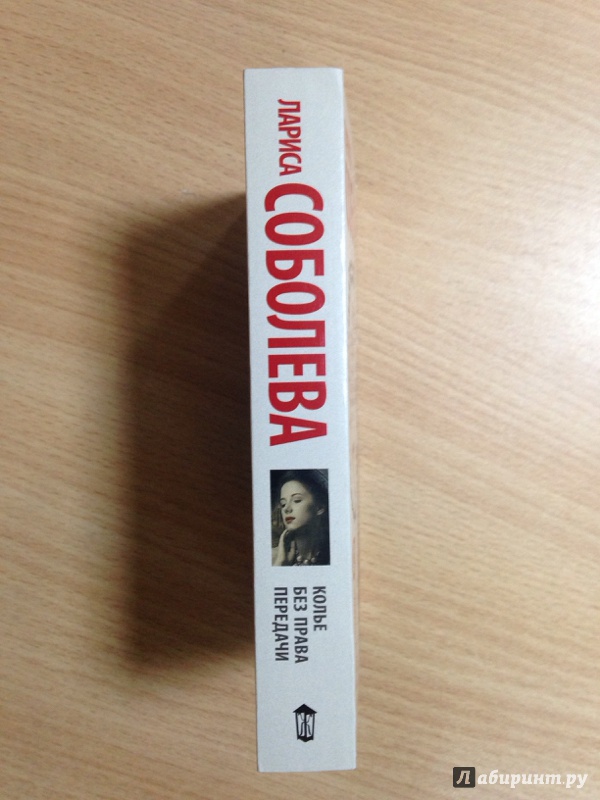 ЛАРИСА
СОБОЛЕВА
КОЛЬЕ
БЕЗ ПРАВА
ПЕРЕДАЧИ
Лабиринт.ру